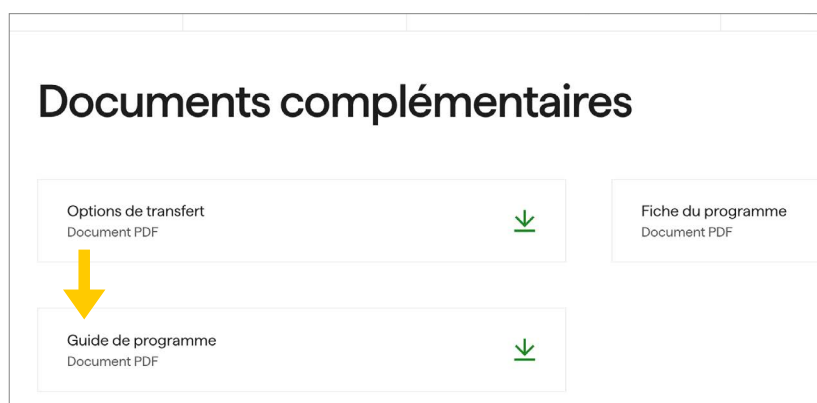 Documents complémentaires
Options de transfert
Document PDF
Fiche du programme
Document PDF
Guide de programme
Document PDF